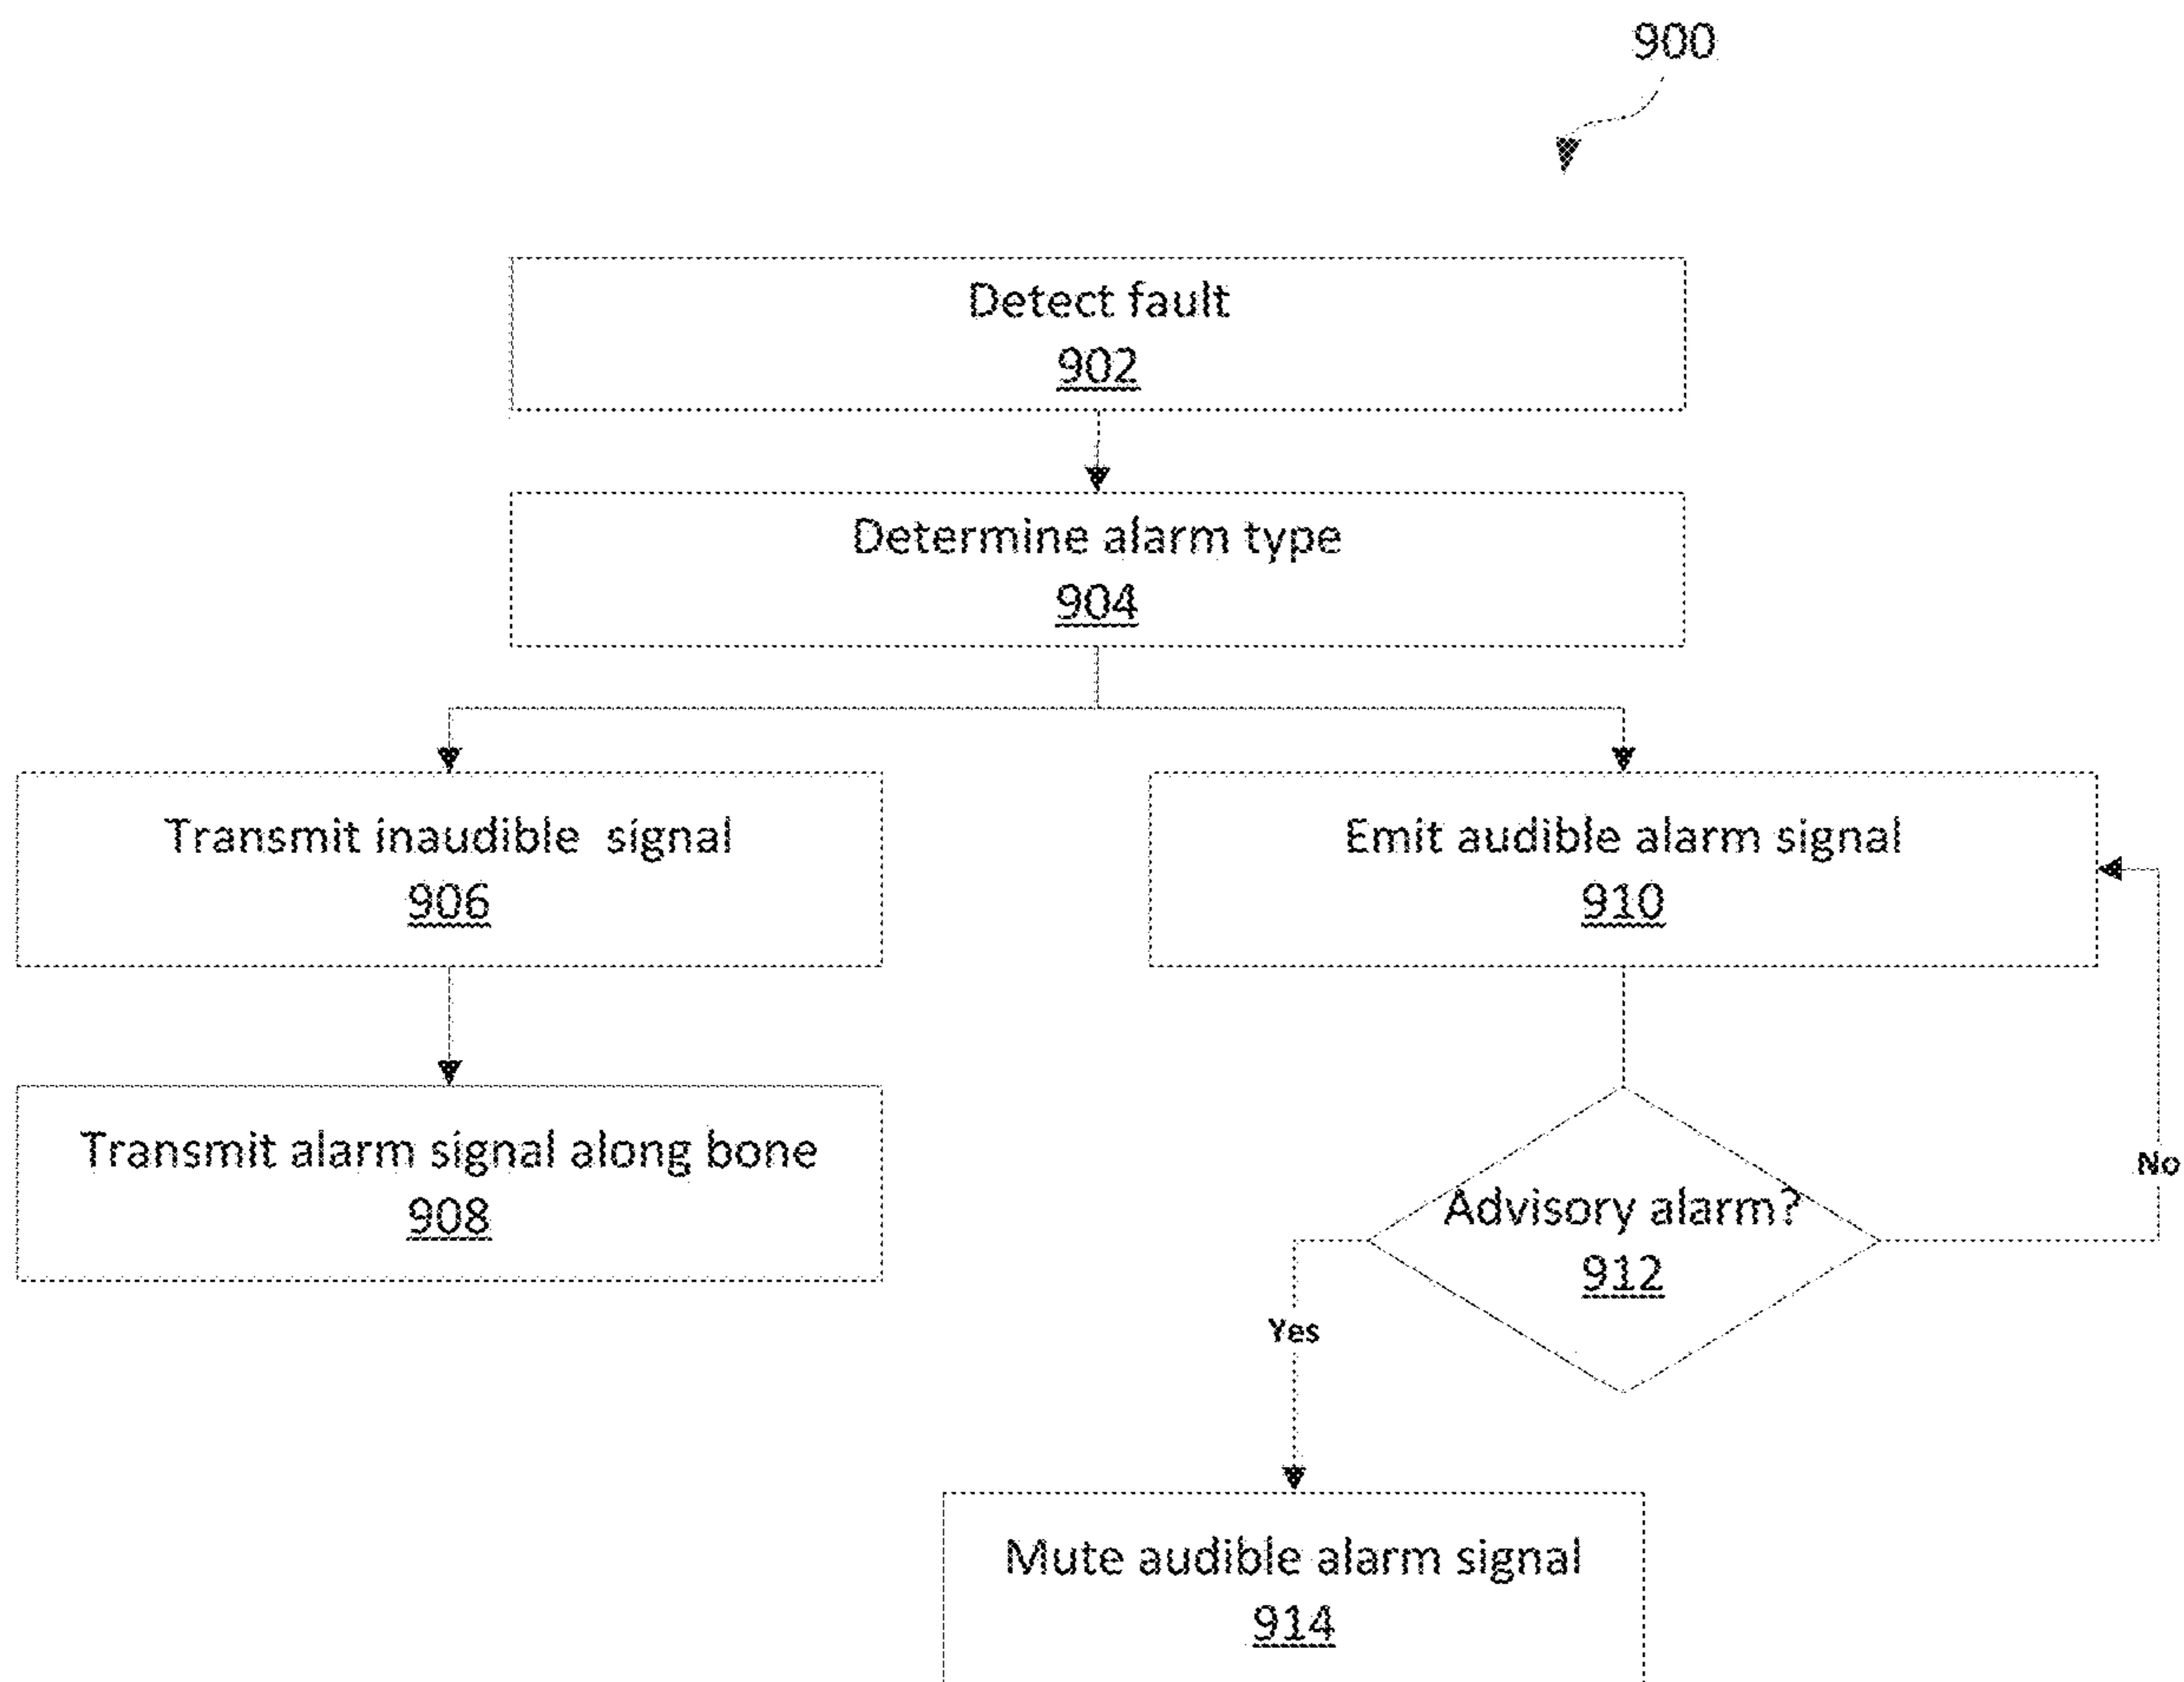 900
Detect fault
902
Determine alarm type
904
Transmit inaudible signal
906
Emit audible alarm signal
910
Transmit alarm signal along bone
908
No
Advisory alarm?
912
Yes
Mute audible alarm signal
914